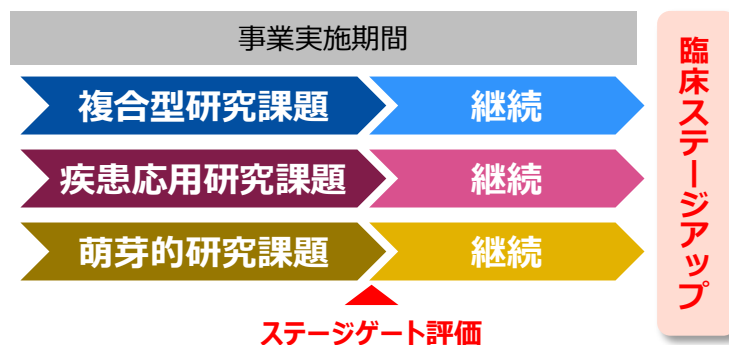 事業実施期間
複合型研究課題
継続
疾患応用研究課題
継続
萌芽的研究課題
継続
ステージゲート評価
臨床ステージアップ